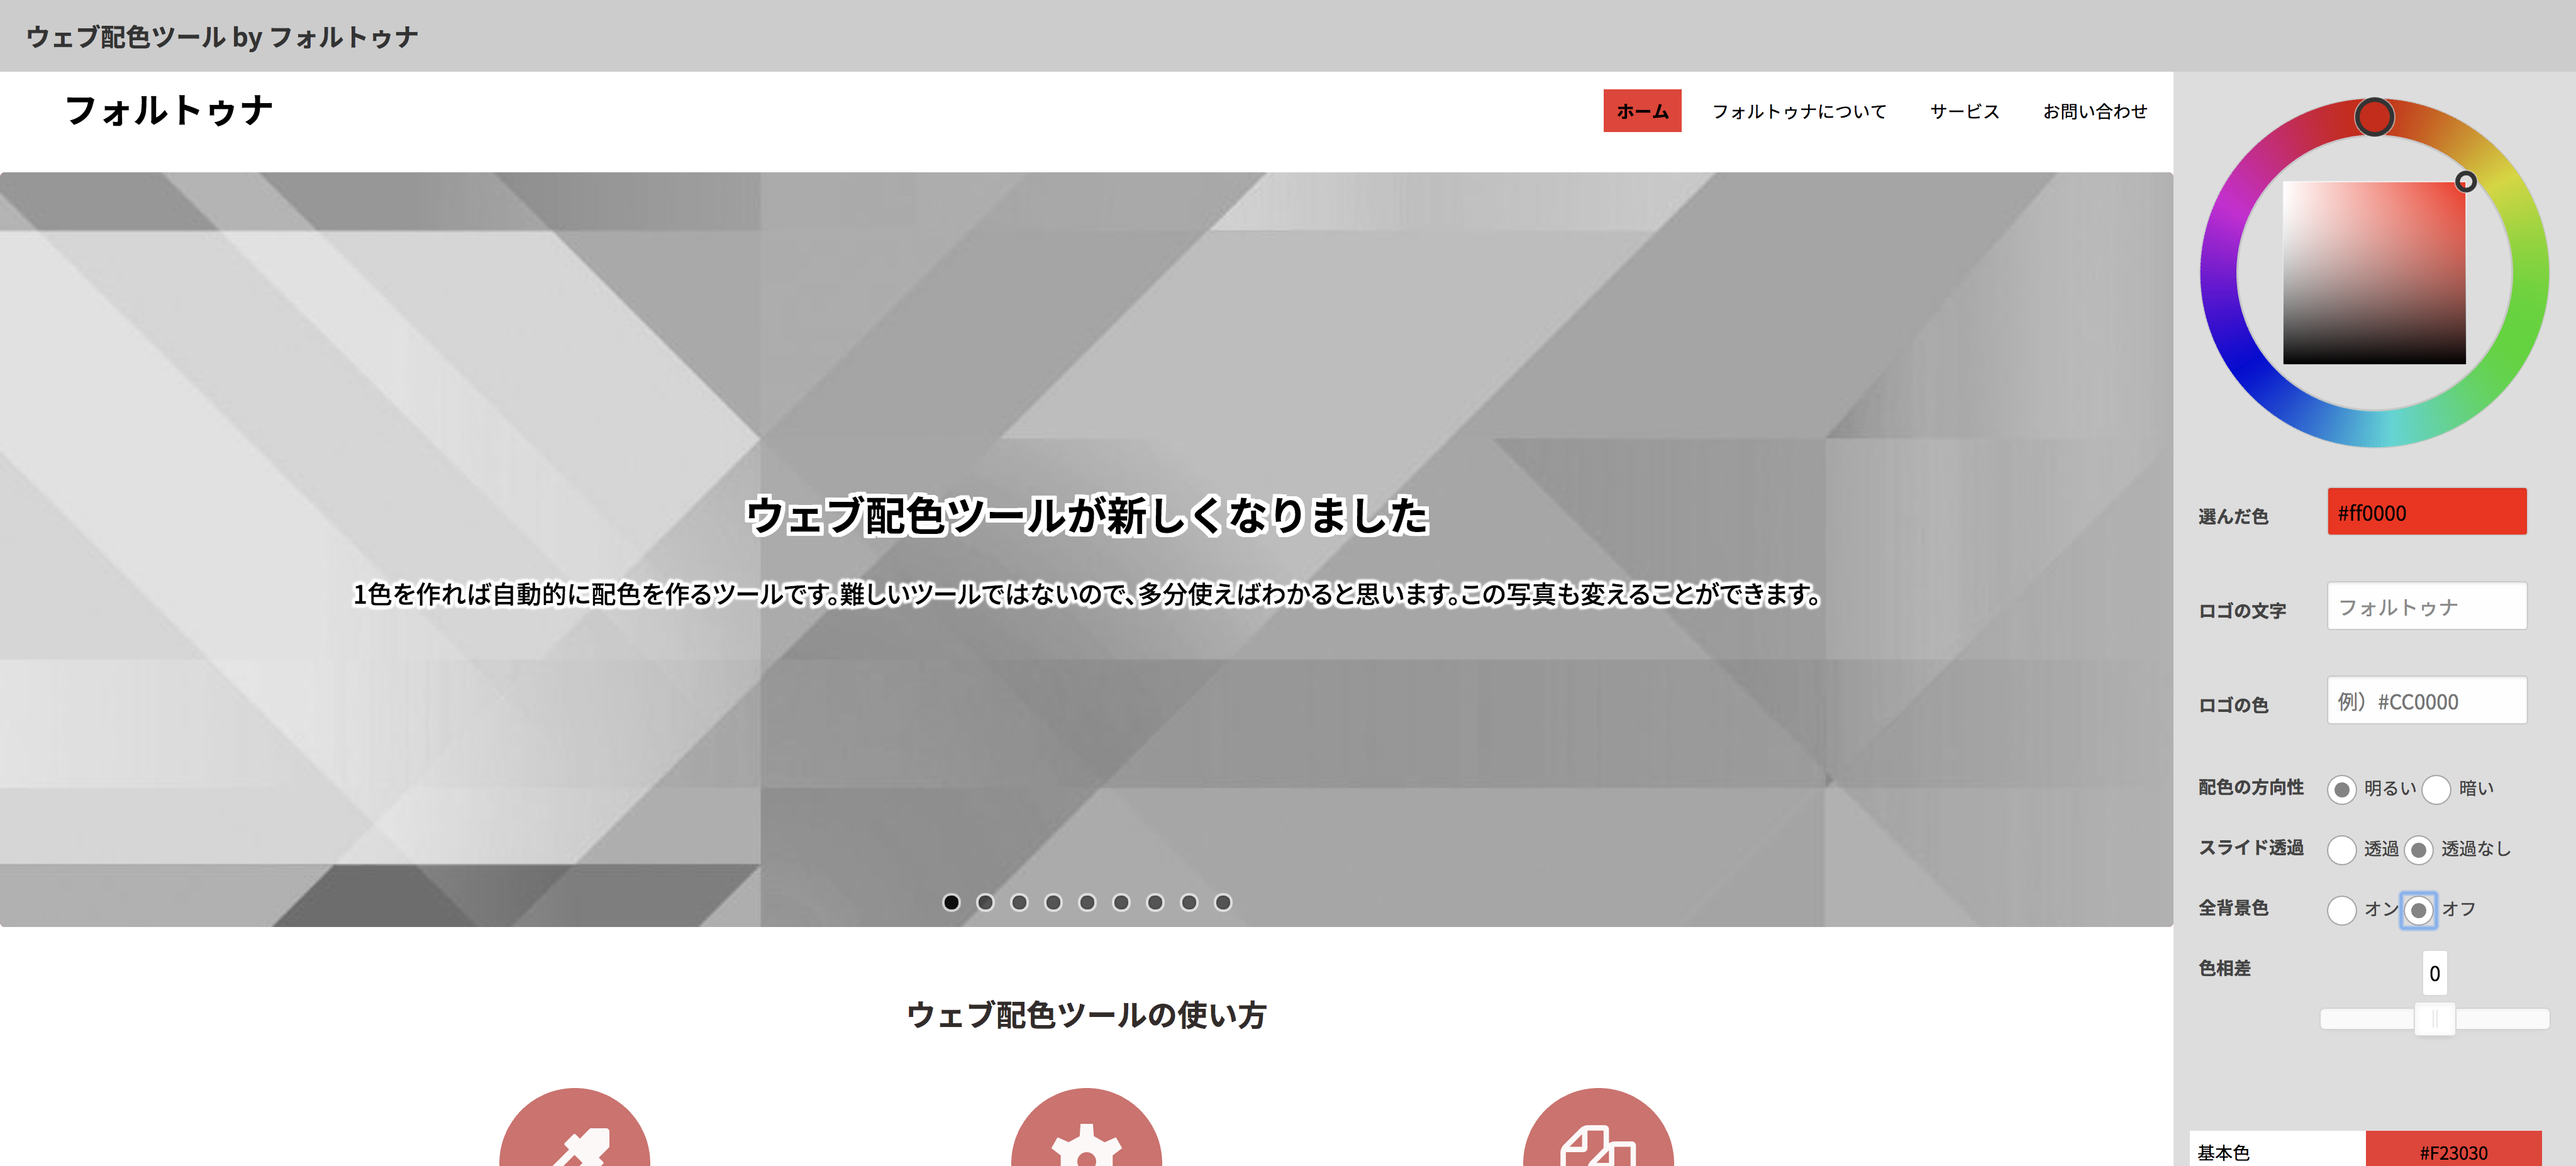 ウェブ配色ツール by フォルトゥナ
フォルトゥナ
ホーム フォルトゥナについて サービス お問い合わせ
ウェブ配色ツールが新しくなりました
1色を作れば自動的に配色を作るツールです。難しいツールではないので、多分使えばわかると思います。この写真も変えることができます。
ウェブ配色ツールの使い方
選んだ色 #ff0000
ロゴの文字 フォルトゥナ
ロゴの色 例）#CC0000
配色の方向性 明るい 暗い
スライド透過 透過 透過なし
全背景色 オン オフ
色相差 0
基本色 #F23030